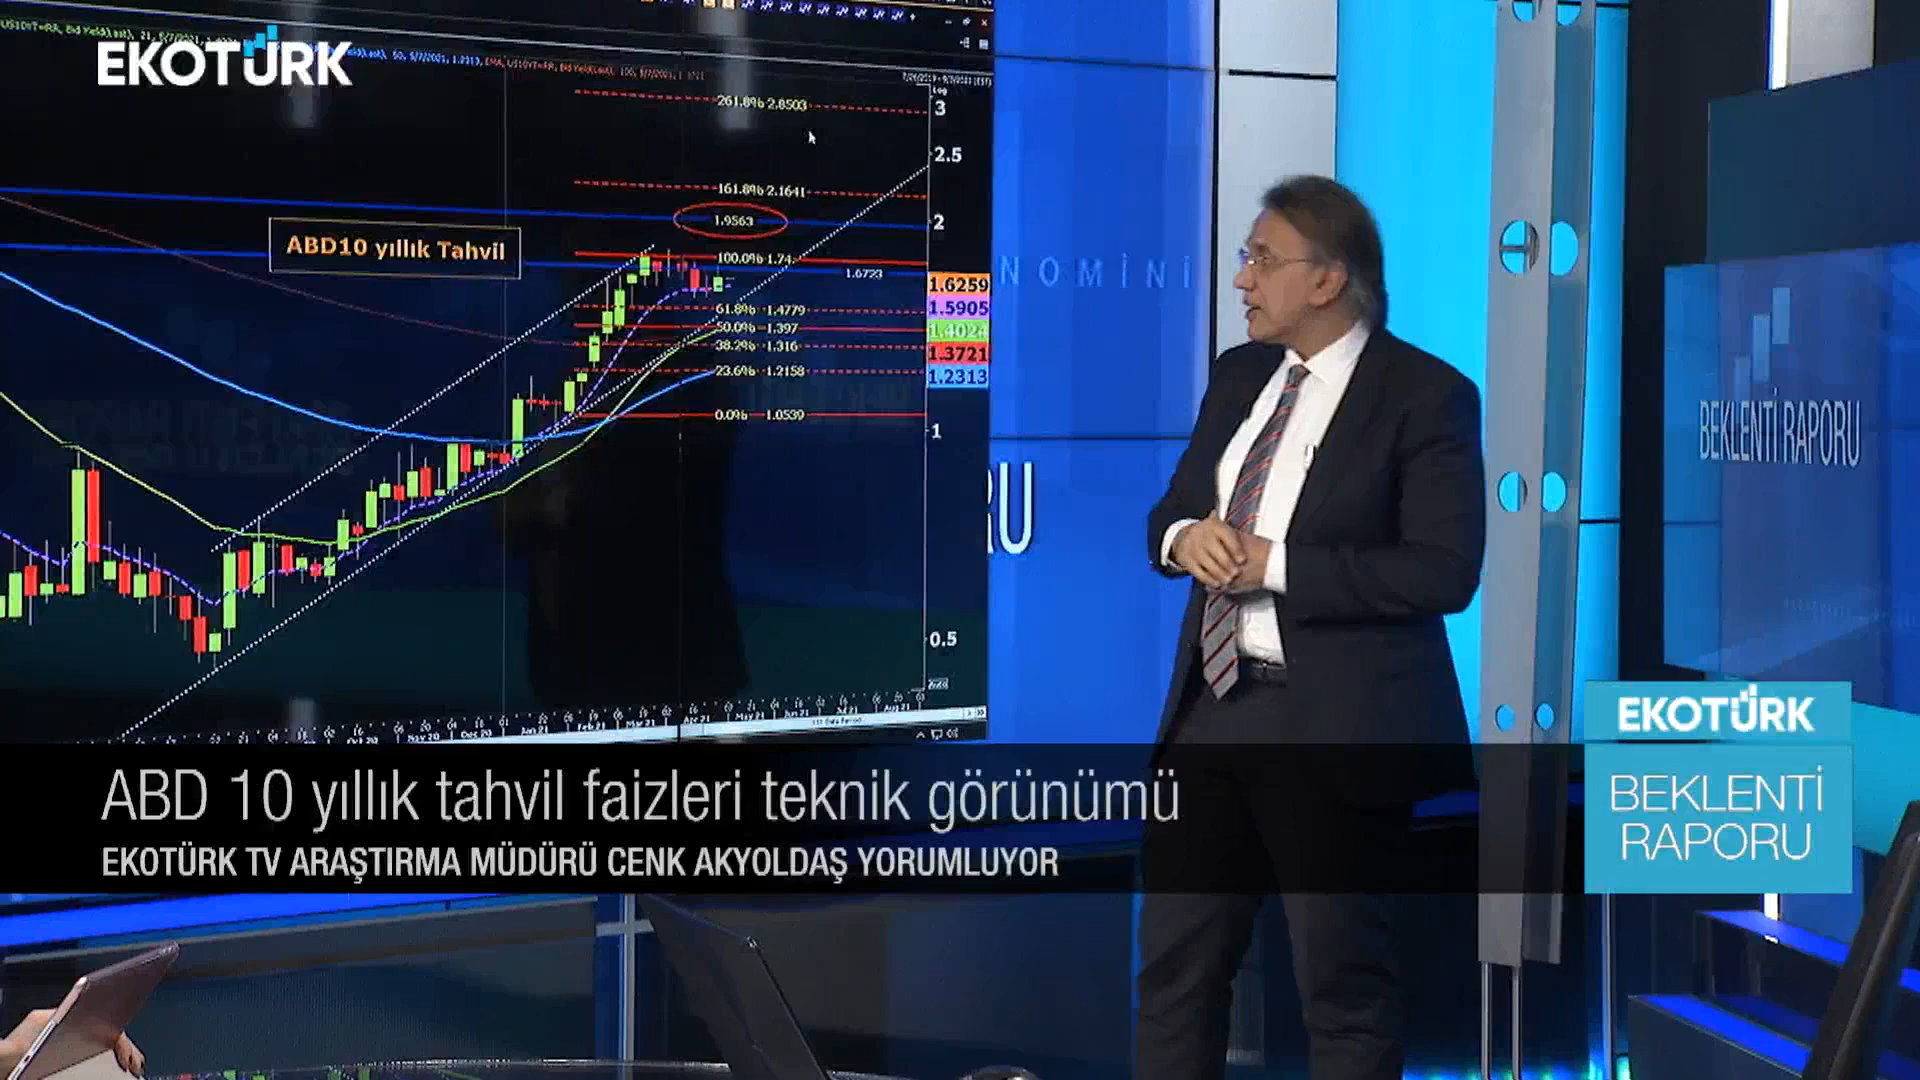 EKOTÜRK
ABD10 yıllık Tahvil
261.8% 2.8503
161.8% 2.1641
1.9563
100.0% 1.74
1.6723
61.8% 1.4779
50.0% 1.397
38.2% 1.316
23.6% 1.2158
0.0% 1.0539
3
2.5
2
1.6259
1.5905
1.4024
1.3721
1.2313
1
0.5
Auto
NOMİNİ
RU
BEKLENTİ RAPORU
ABD 10 yıllık tahvil faizleri teknik görünümü
EKOTÜRK TV ARAŞTIRMA MÜDÜRÜ CENK AKYOLDAŞ YORUMLUYOR
EKOTÜRK
BEKLENTİ
RAPORU